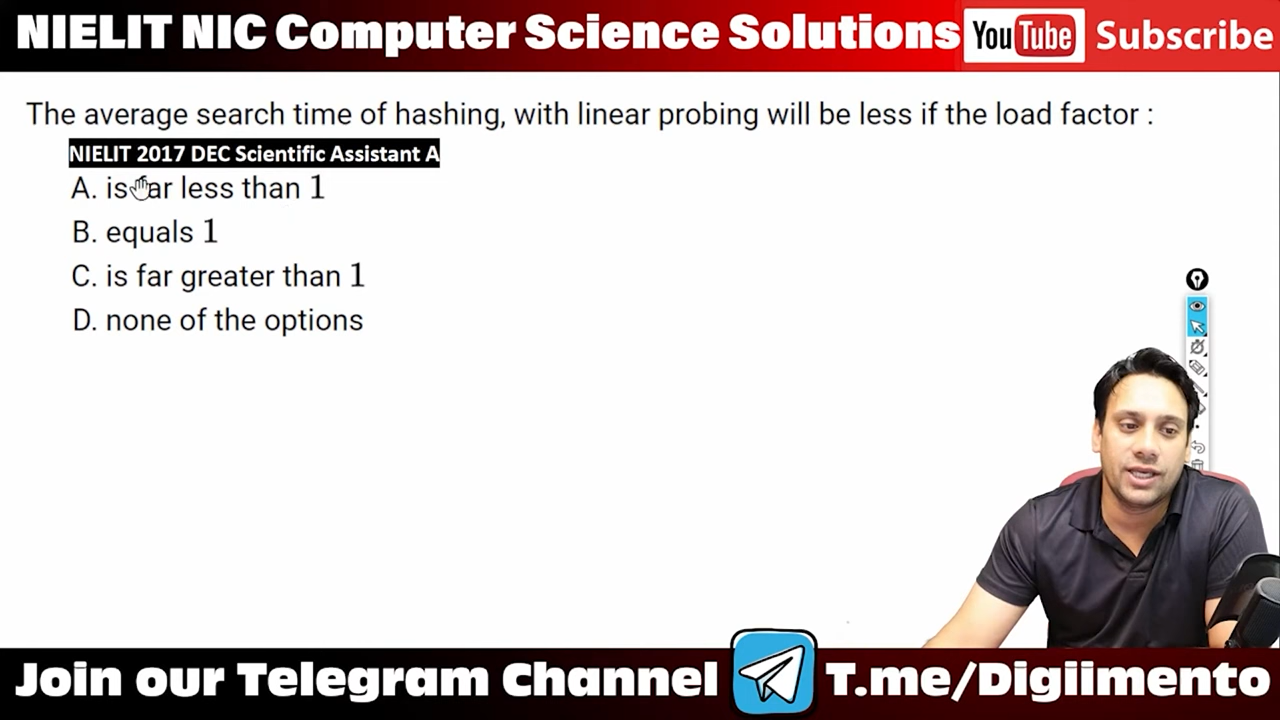 NIELIT NIC Computer Science Solutions YouTube Subscribe
The average search time of hashing, with linear probing will be less if the load factor :
NIELIT 2017 DEC Scientific Assistant A
A. is far less than 1
B. equals 1
C. is far greater than 1
D. none of the options
Join our Telegram Channel T.me/Digiimento